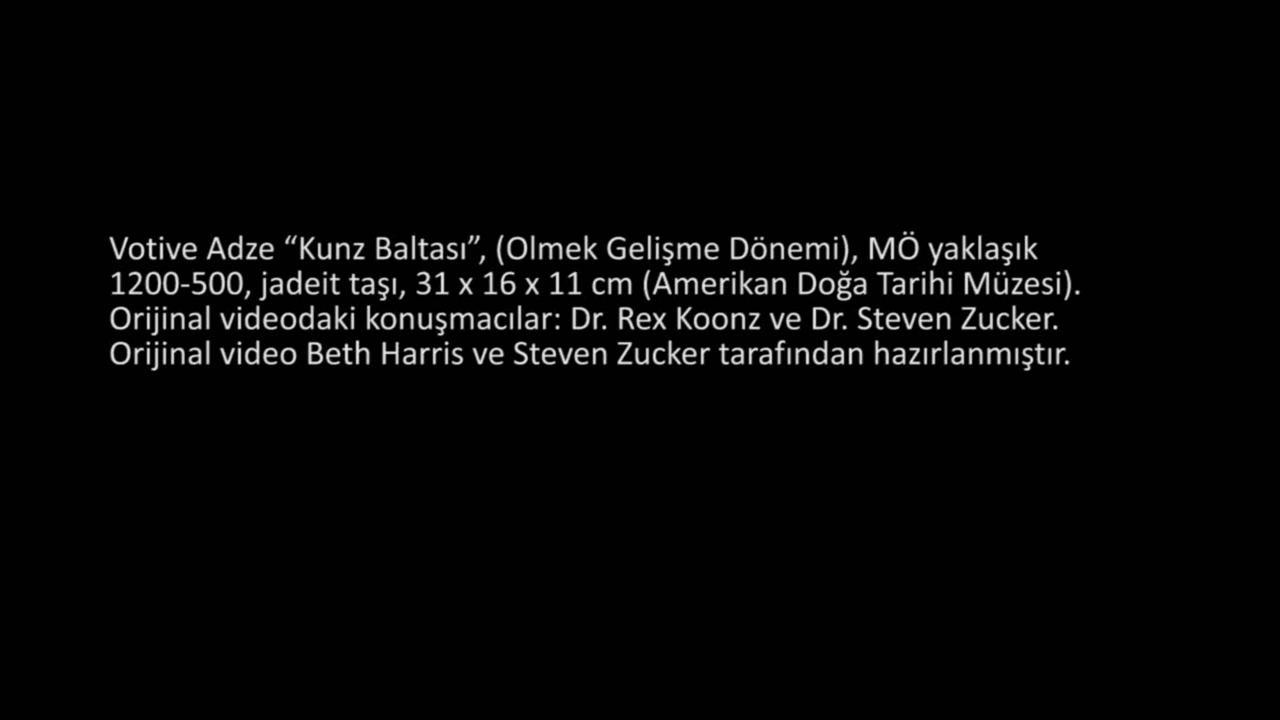 Votive Adze “Kunz Baltası”, (Olmek Gelişme Dönemi), MÖ yaklaşık
1200-500, jadeit taşı, 31 x 16 x 11 cm (Amerikan Doğa Tarihi Müzesi).
Orijinal videodaki konuşmacılar: Dr. Rex Koonz ve Dr. Steven Zucker.
Orijinal video Beth Harris ve Steven Zucker tarafından hazırlanmıştır.